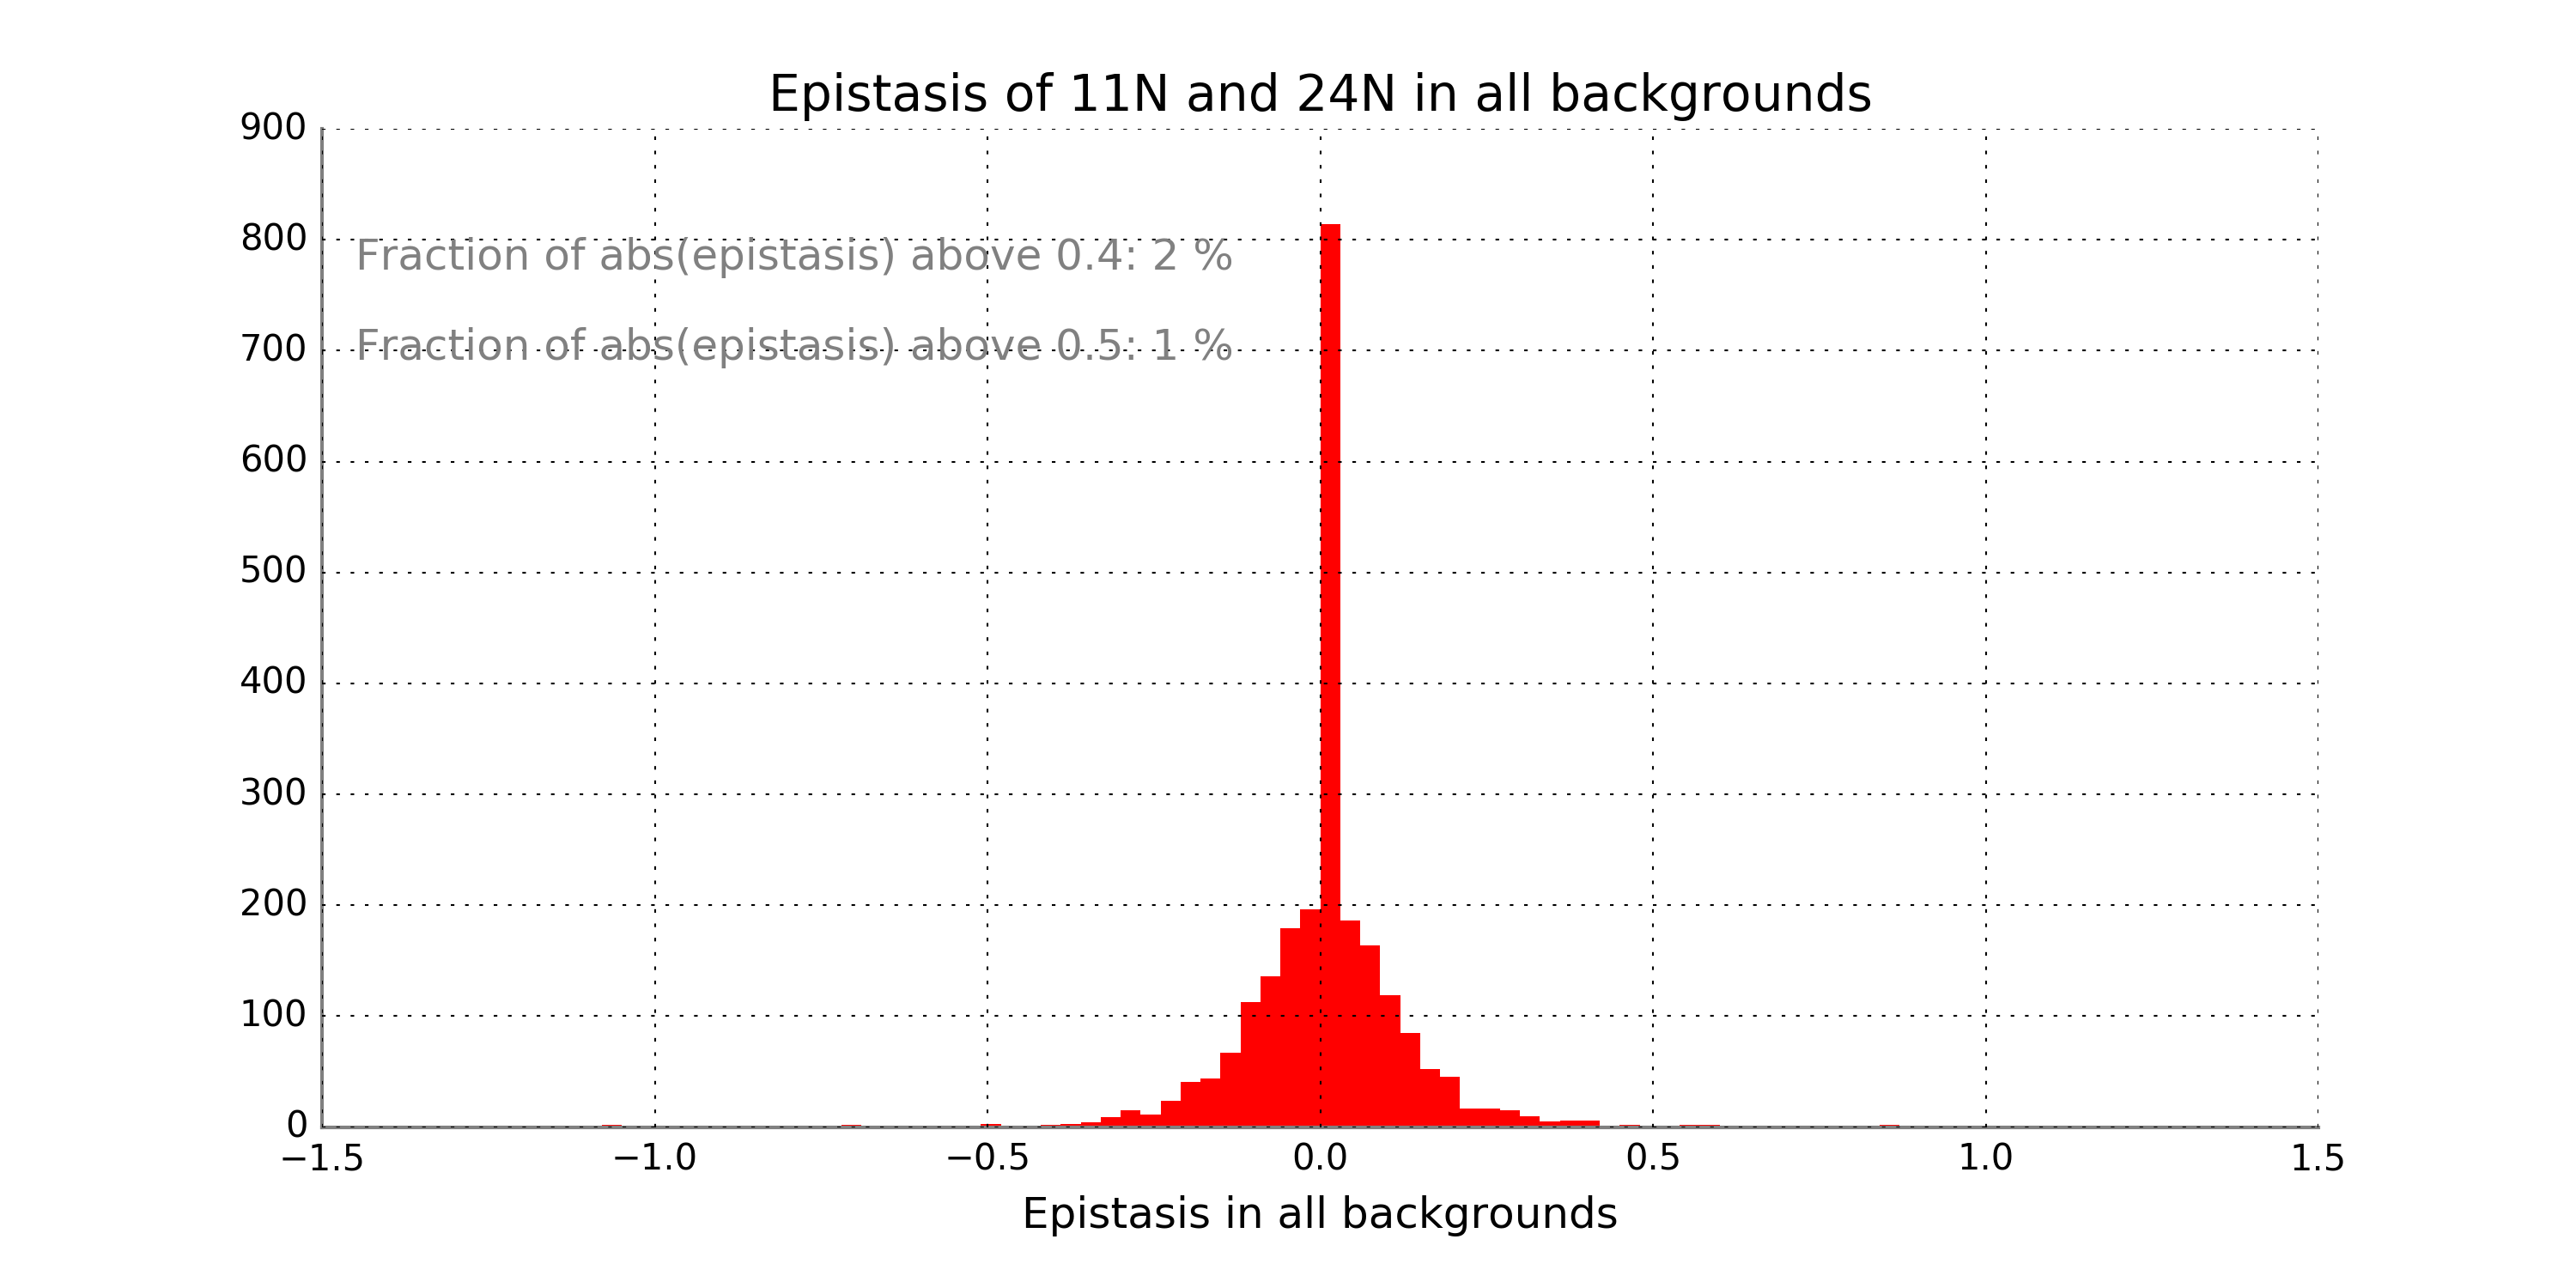 Epistasis of 11N and 24N in all backgrounds
900
800
Fraction of abs(epistasis) above 0.4: 2 %
700
Fraction of abs(epistasis) above 0.5: 1 %
600
500
400
300
200
100
0
−1.5 −1.0 −0.5 0.0 0.5 1.0 1.5
Epistasis in all backgrounds